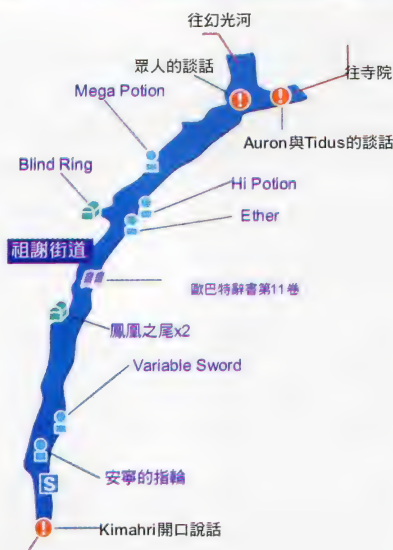 往幻光河
眾人的談話
往寺院
Mega Potion
Auron與Tidus的談話
Blind Ring
Hi Potion
Ether
祖謝街道
歐巴特辭書第11卷
鳳凰之尾x2
Variable Sword
安寧的指輪
S
Kimahri開口說話